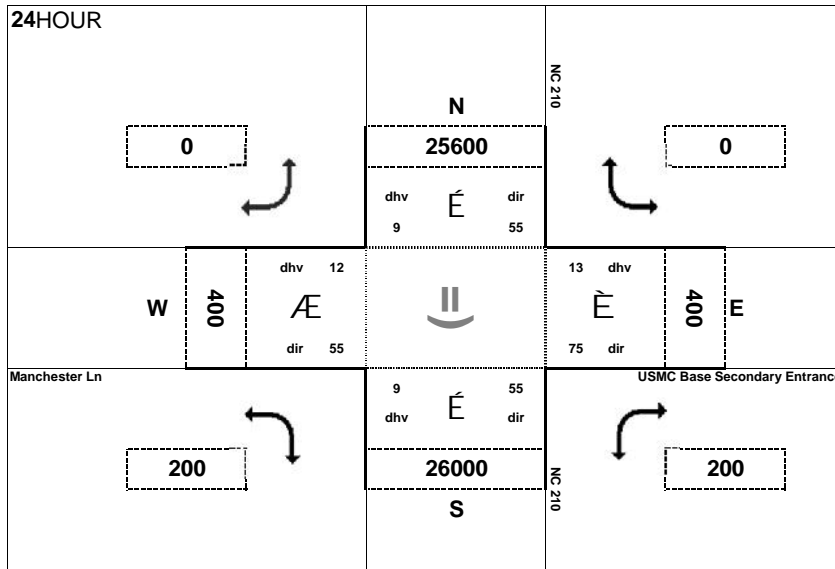 24HOUR
NC 210
N
0
25600
0
dhv É dir
9 55
dhv 12
13 dhv
W
400
Æ
È
400
E
dir 55
75 dir
Manchester Ln
USMC Base Secondary Entrance
9 55
dhv É dir
200
26000
200
NC 210
S